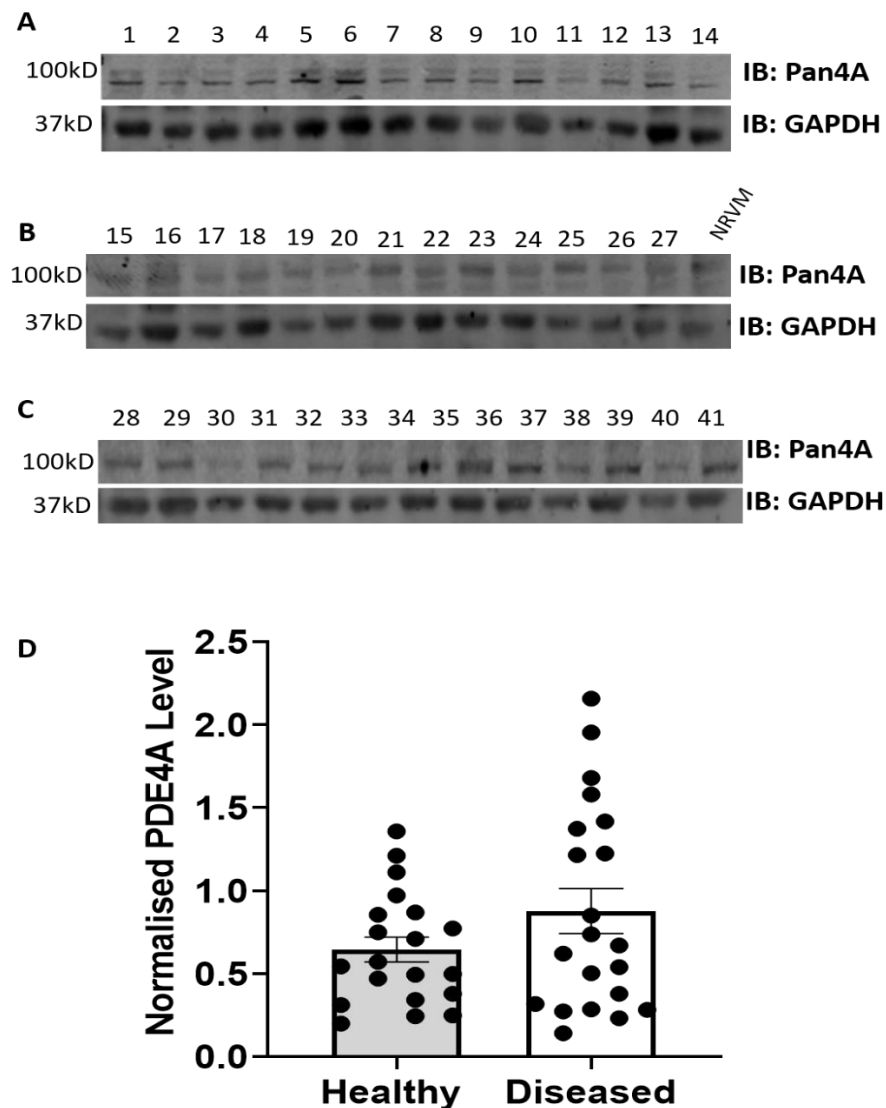 A
1 2 3 4 5 6 7 8 9 10 11 12 13 14
100kD
IB: Pan4A
37kD
IB: GAPDH
B
15 16 17 18 19 20 21 22 23 24 25 26 27 NRVM
100kD
IB: Pan4A
37kD
IB: GAPDH
C
28 29 30 31 32 33 34 35 36 37 38 39 40 41
100kD
IB: Pan4A
37kD
IB: GAPDH
D
Normalised PDE4A Level
2.5
2.0
1.5
1.0
0.5
0.0
Healthy Diseased